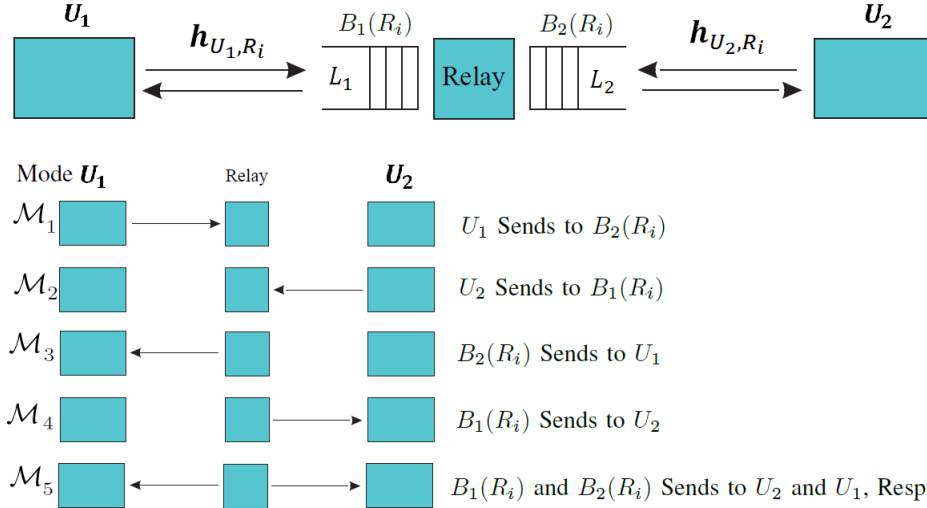 U₁ B₁(Rᵢ) B₂(Rᵢ) U₂
h_{U₁,Rᵢ} h_{U₂,Rᵢ}
L₁ Relay L₂
Mode U₁ Relay U₂
ℳ₁ U₁ Sends to B₂(Rᵢ)
ℳ₂ U₂ Sends to B₁(Rᵢ)
ℳ₃ B₂(Rᵢ) Sends to U₁
ℳ₄ B₁(Rᵢ) Sends to U₂
ℳ₅ B₁(Rᵢ) and B₂(Rᵢ) Sends to U₂ and U₁, Resp